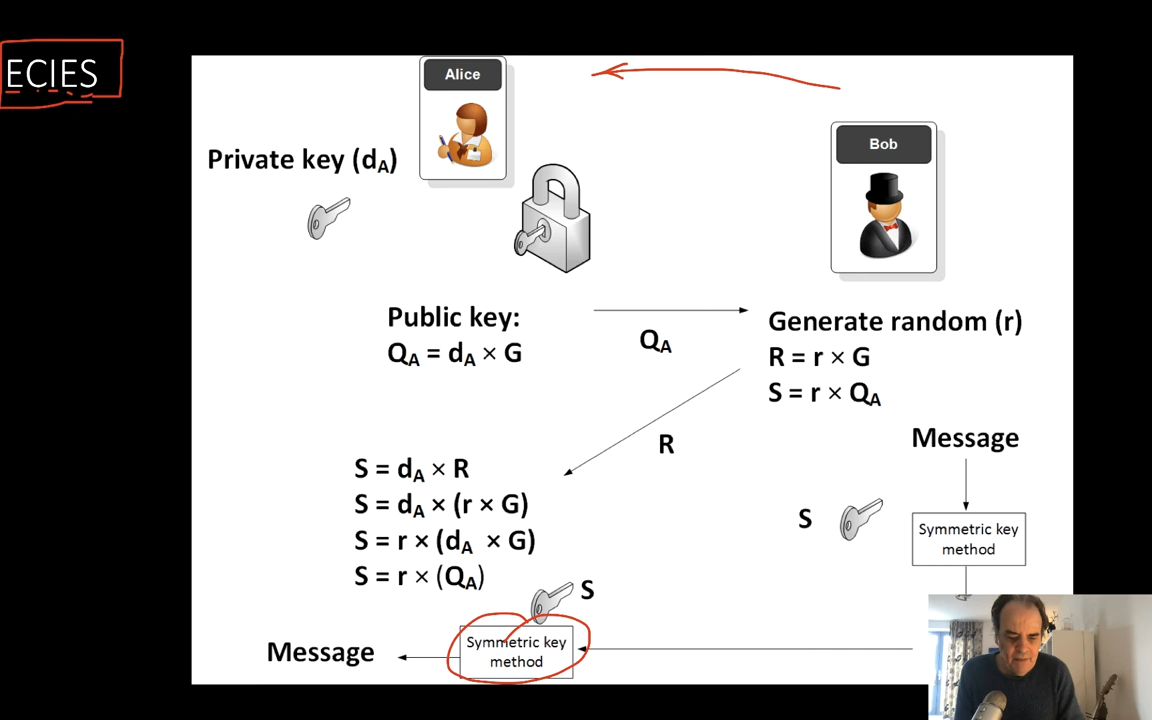 ECIES
Alice
Bob
Private key (dA)
Public key:
QA = dA × G
QA
Generate random (r)
R = r × G
S = r × QA
R
Message
S = dA × R
S = dA × (r × G)
S = r × (dA × G)
S = r × (QA)
S
Symmetric key
method
S
Symmetric key
method
Message